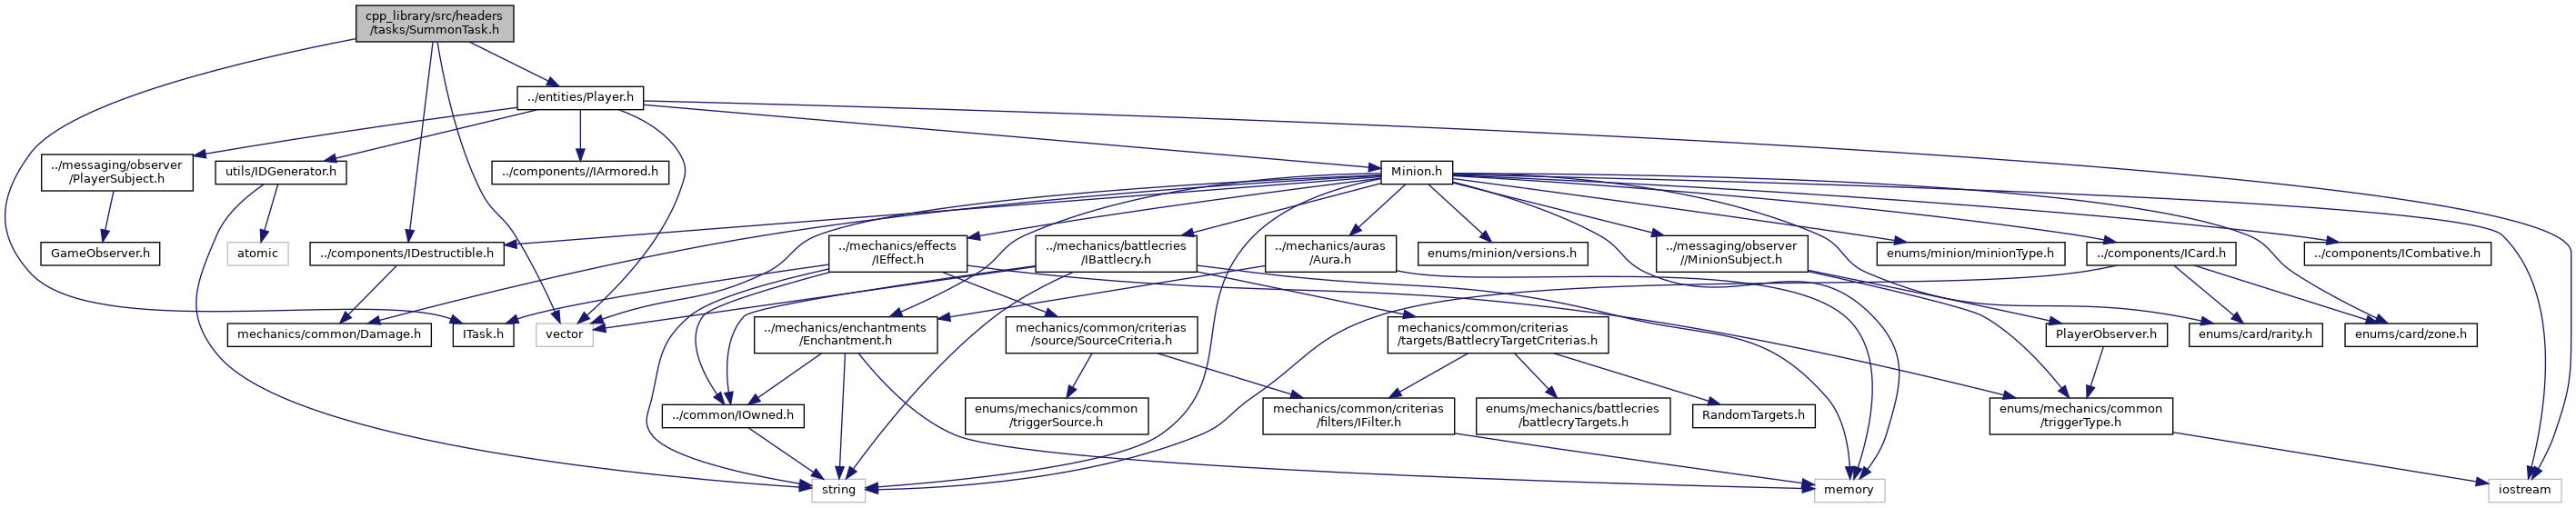 cpp_library/src/headers
/tasks/SummonTask.h
../entities/Player.h
../messaging/observer
/PlayerSubject.h
utils/IDGenerator.h
../components//IArmored.h
Minion.h
GameObserver.h
atomic
../components/IDestructible.h
../mechanics/effects
/IEffect.h
../mechanics/battlecries
/IBattlecry.h
../mechanics/auras
/Aura.h
enums/minion/versions.h
../messaging/observer
//MinionSubject.h
enums/minion/minionType.h
../components/ICard.h
../components/ICombative.h
mechanics/common/Damage.h
ITask.h
vector
../mechanics/enchantments
/Enchantment.h
mechanics/common/criterias
/source/SourceCriteria.h
mechanics/common/criterias
/targets/BattlecryTargetCriterias.h
PlayerObserver.h
enums/card/rarity.h
enums/card/zone.h
../common/IOwned.h
enums/mechanics/common
/triggerSource.h
mechanics/common/criterias
/filters/IFilter.h
enums/mechanics/battlecries
/battlecryTargets.h
RandomTargets.h
enums/mechanics/common
/triggerType.h
string
memory
iostream